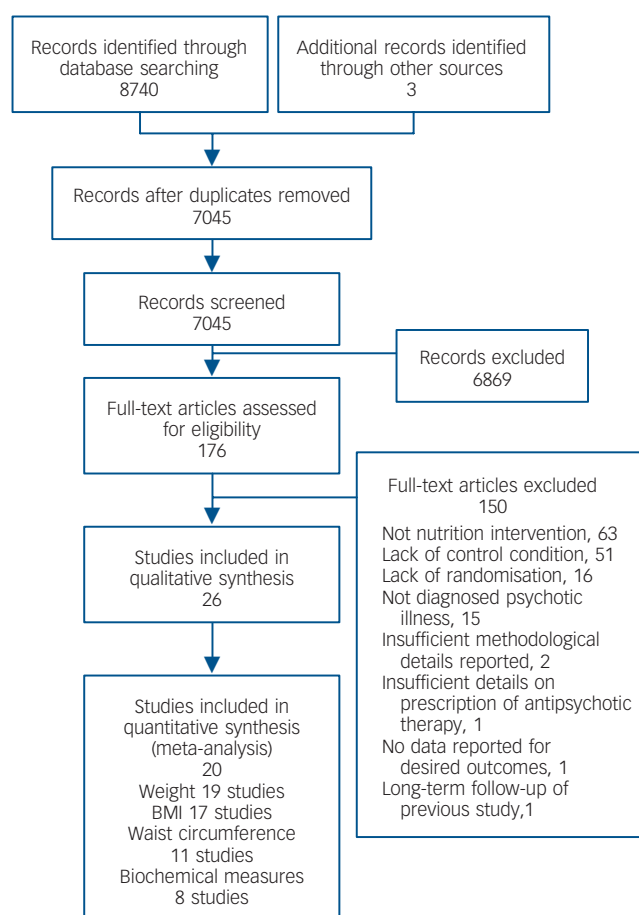 Records identified through
database searching
8740
Additional records identified
through other sources
3
Records after duplicates removed
7045
Records screened
7045
Records excluded
6869
Full-text articles assessed
for eligibility
176
Full-text articles excluded
150
Not nutrition intervention, 63
Lack of control condition, 51
Lack of randomisation, 16
Not diagnosed psychotic
illness, 15
Insufficient methodological
details reported, 2
Insufficient details on
prescription of antipsychotic
therapy, 1
No data reported for
desired outcomes, 1
Long-term follow-up of
previous study,1
Studies included in
qualitative synthesis
26
Studies included in
quantitative synthesis
(meta-analysis)
20
Weight 19 studies
BMI 17 studies
Waist circumference
11 studies
Biochemical measures
8 studies